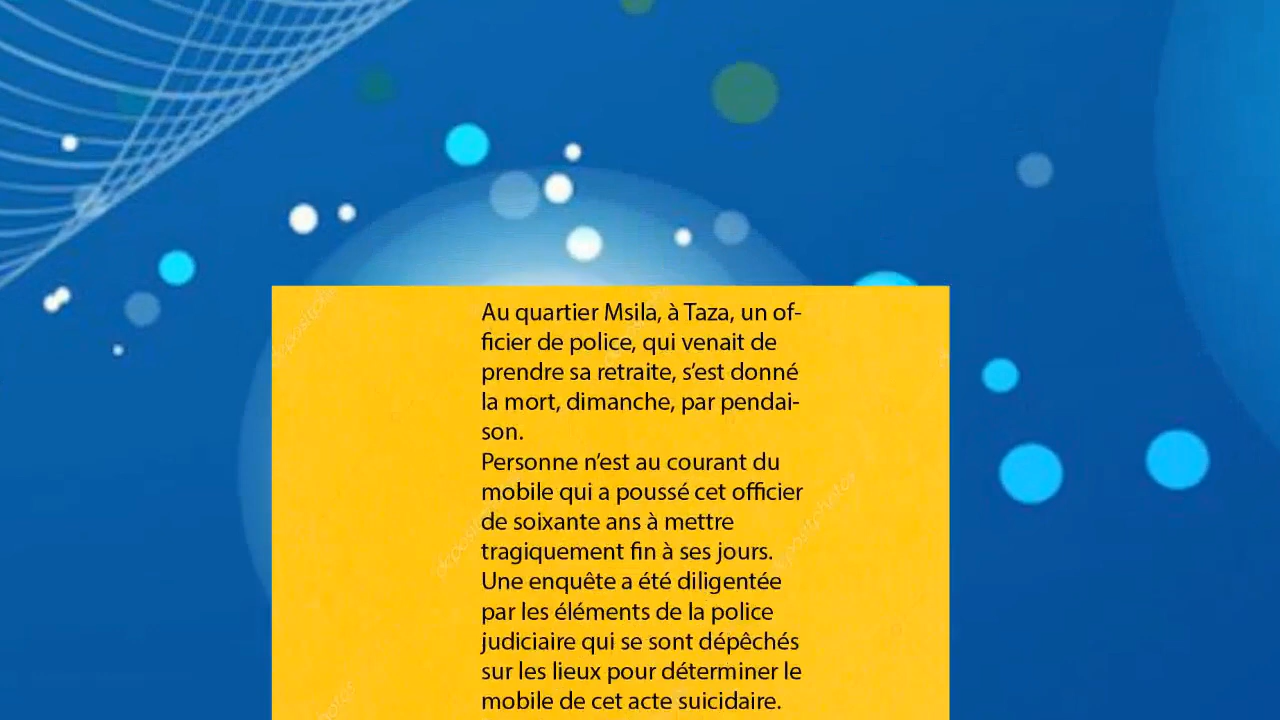 Au quartier Msila, à Taza, un of-
ficier de police, qui venait de
prendre sa retraite, s’est donné
la mort, dimanche, par pendai-
son.
Personne n’est au courant du
mobile qui a poussé cet officier
de soixante ans à mettre
tragiquement fin à ses jours.
Une enquête a été diligentée
par les éléments de la police
judiciaire qui se sont dépêchés
sur les lieux pour déterminer le
mobile de cet acte suicidaire.